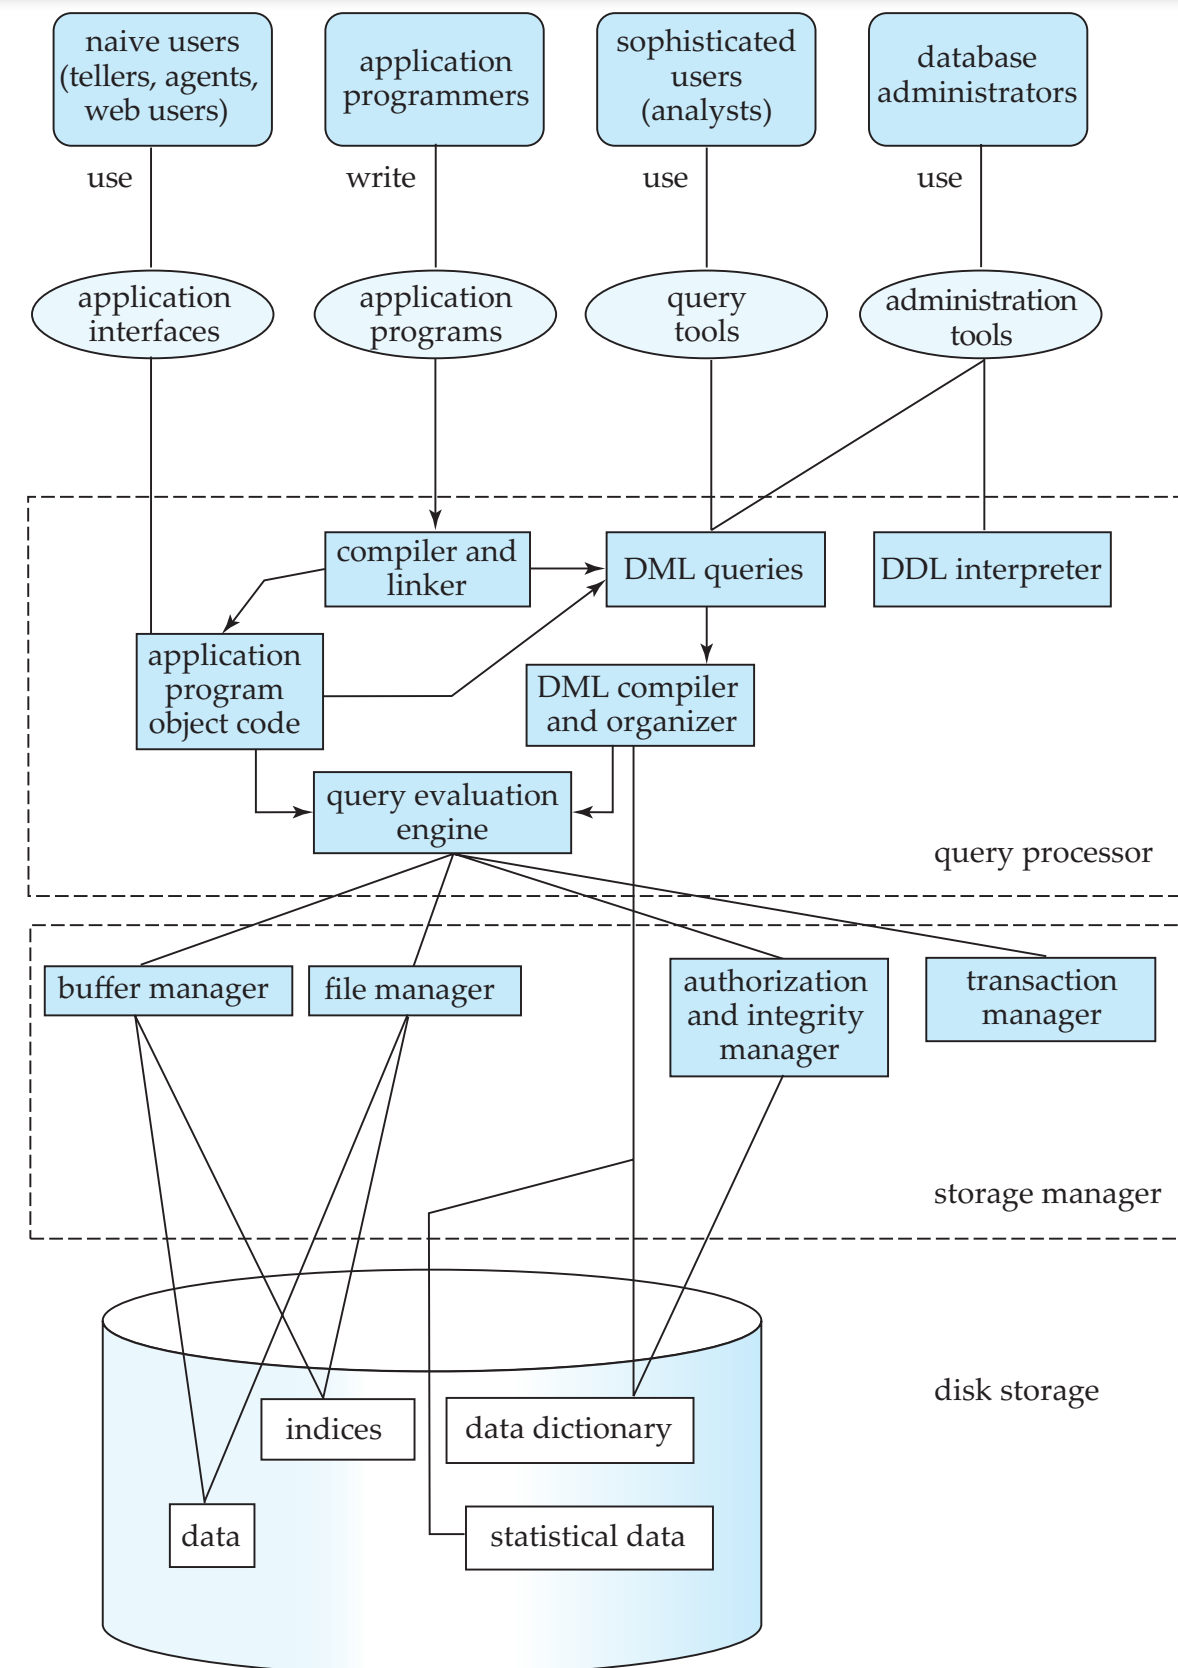 naive users
(tellers, agents,
web users)
application
programmers
sophisticated
users
(analysts)
database
administrators
use
write
use
use
application
interfaces
application
programs
query
tools
administration
tools
compiler and
linker
DML queries
DDL interpreter
application
program
object code
DML compiler
and organizer
query evaluation
engine
query processor
buffer manager
file manager
authorization
and integrity
manager
transaction
manager
storage manager
disk storage
indices
data dictionary
data
statistical data